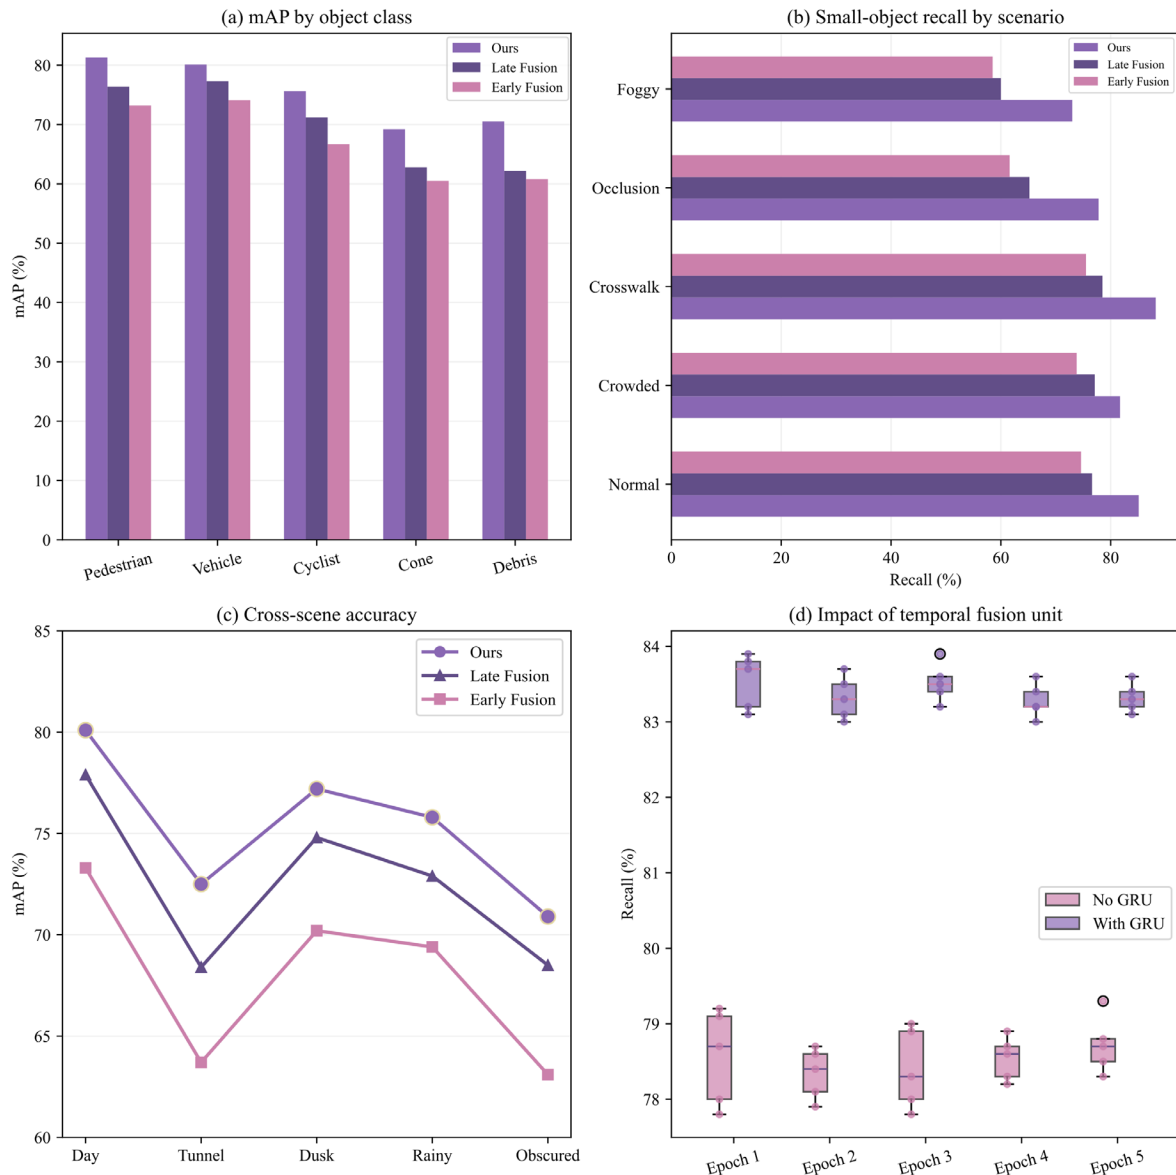 (a) mAP by object class
Ours
Late Fusion
Early Fusion
mAP (%)
80
70
60
50
40
30
20
10
0
Pedestrian Vehicle Cyclist Cone Debris
(b) Small-object recall by scenario
Ours
Late Fusion
Early Fusion
Foggy
Occlusion
Crosswalk
Crowded
Normal
0 20 40 60 80
Recall (%)
(c) Cross-scene accuracy
Ours
Late Fusion
Early Fusion
mAP (%)
85
80
75
70
65
60
Day Tunnel Dusk Rainy Obscured
(d) Impact of temporal fusion unit
Recall (%)
84
83
82
81
80
79
78
No GRU
With GRU
Epoch 1 Epoch 2 Epoch 3 Epoch 4 Epoch 5